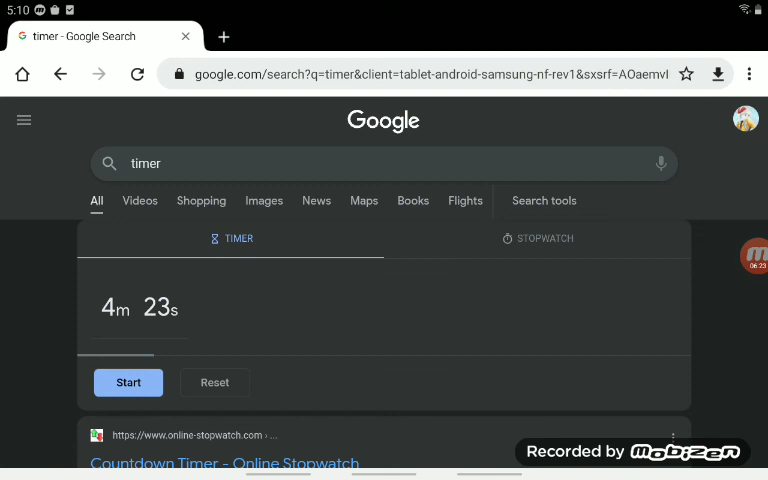 5:10
timer - Google Search
google.com/search?q=timer&client=tablet-android-samsung-nf-rev1&sxsrf=AOaemvI
Google
timer
All Videos Shopping Images News Maps Books Flights Search tools
TIMER STOPWATCH
06:23
4m 23s
Start Reset
https://www.online-stopwatch.com › ...
Countdown Timer - Online Stopwatch
Recorded by mobizen